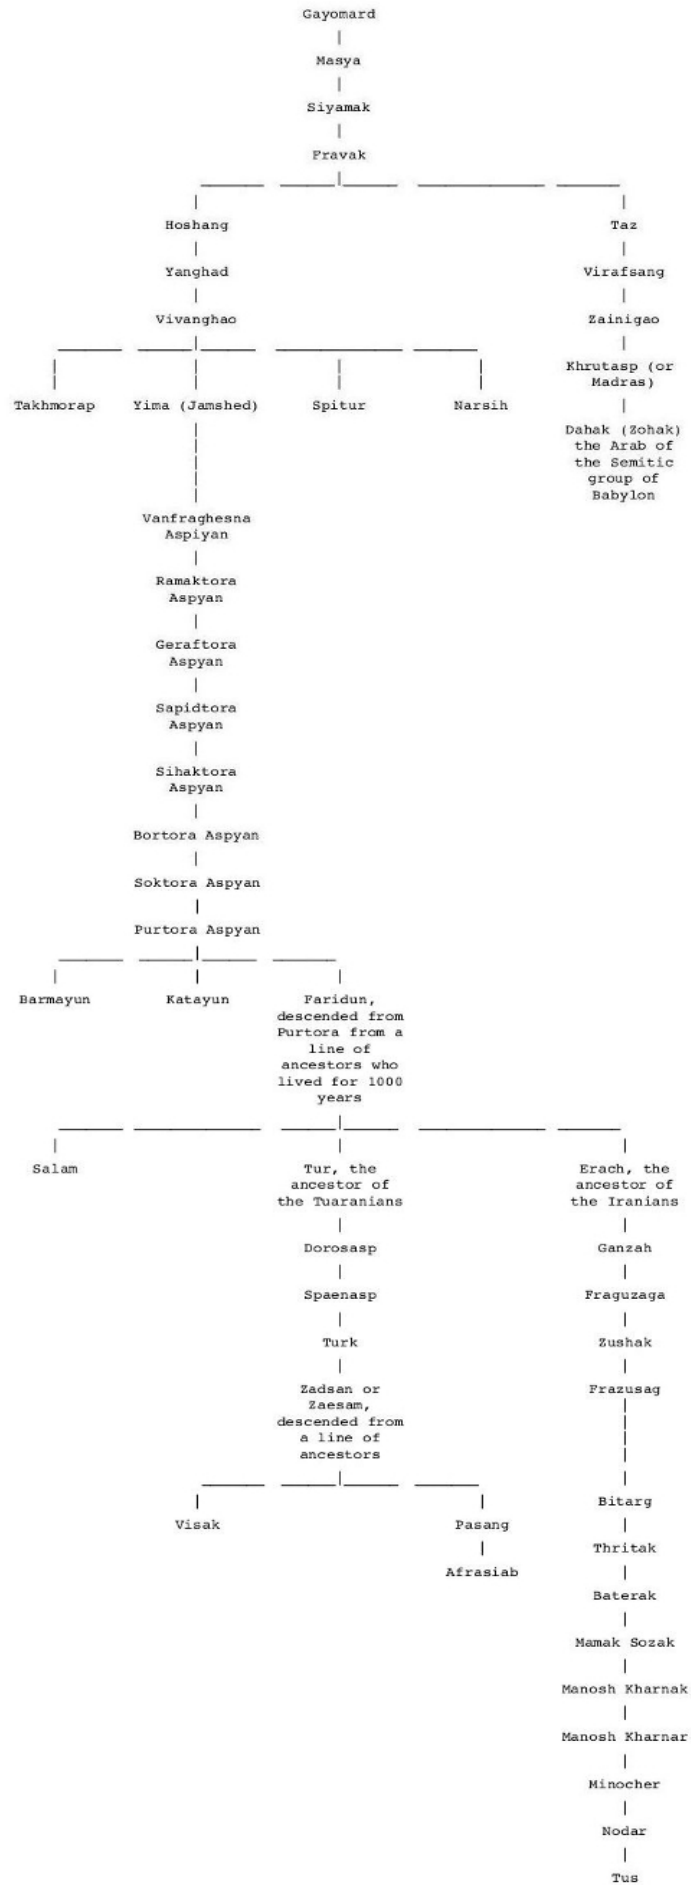 Gayomard
Masya
Siyamak
Fravak
Hoshang
Taz
Yanghad
Virafsang
Vivanghao
Zainigao
Khrutasp (or
Madras)
Takhmorap
Yima (Jamshed)
Spitur
Narsih
Dahak (Zohak)
the Arab of
the Semitic
group of
Babylon
Vanfraghesna
Aspiyan
Ramaktora
Aspyan
Geraftora
Aspyan
Sapidtora
Aspyan
Sihaktora
Aspyan
Bortora Aspyan
Soktora Aspyan
Purtora Aspyan
Barmayun
Katayun
Faridun,
descended from
Purtora from a
line of
ancestors who
lived for 1000
years
Salam
Tur, the
ancestor of
the Tuaranians
Erach, the
ancestor of
the Iranians
Dorosasp
Ganzah
Spaenasp
Fraguzaga
Turk
Zushak
Zadsan or
Zaesam,
descended from
a line of
ancestors
Frazusag
Visak
Pasang
Bitarg
Afrasiab
Thritak
Baterak
Mamak Sozak
Manosh Kharnak
Manosh Kharnar
Minocher
Nodar
Tus